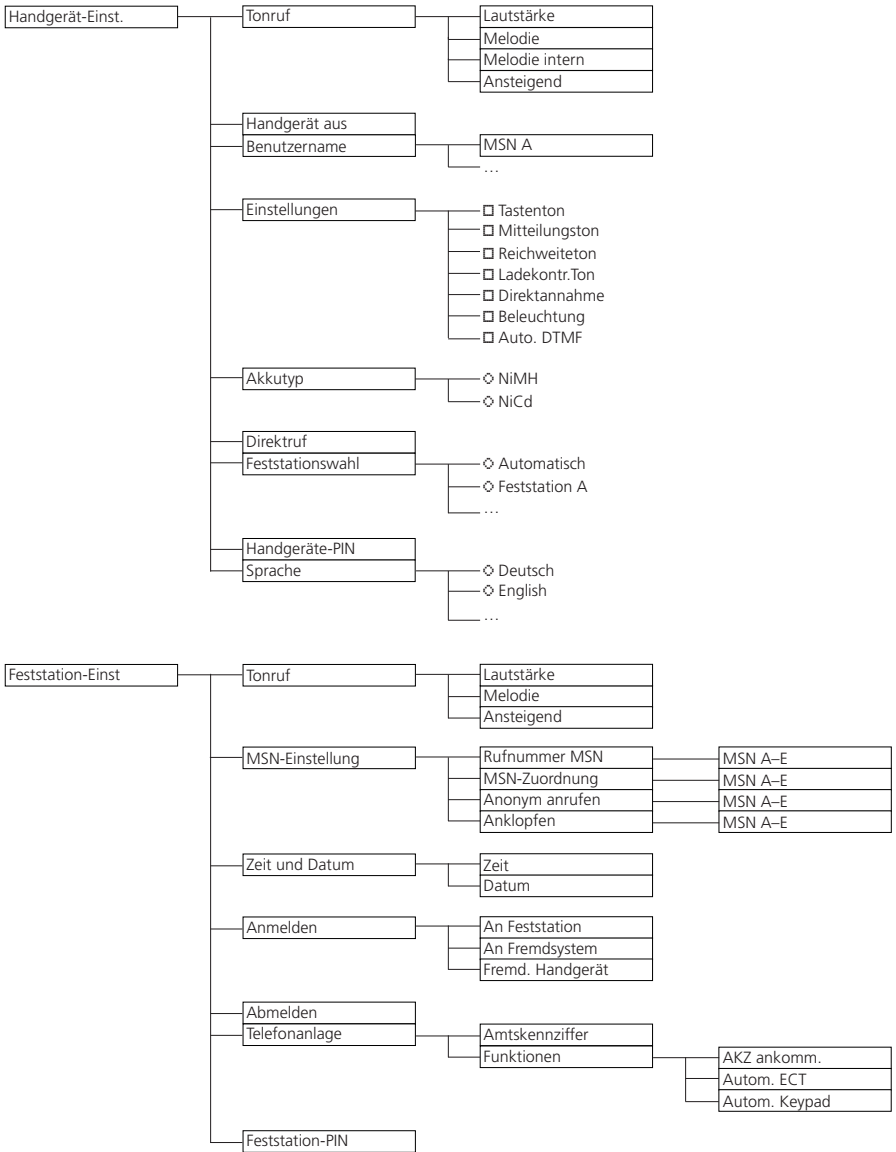 Handgerät-Einst.
Tonruf
Lautstärke
Melodie
Melodie intern
Ansteigend
Handgerät aus
Benutzername
MSN A
…
Einstellungen
Tastenton
Mitteilungston
Reichweiteton
Ladekontr.Ton
Direktannahme
Beleuchtung
Auto. DTMF
Akkutyp
NiMH
NiCd
Direktruf
Feststationswahl
Automatisch
Feststation A
…
Handgeräte-PIN
Sprache
Deutsch
English
…
Feststation-Einst
Tonruf
Lautstärke
Melodie
Ansteigend
MSN-Einstellung
Rufnummer MSN
MSN A–E
MSN-Zuordnung
MSN A–E
Anonym anrufen
MSN A–E
Anklopfen
MSN A–E
Zeit und Datum
Zeit
Datum
Anmelden
An Feststation
An Fremdsystem
Fremd. Handgerät
Abmelden
Telefonanlage
Amtskennziffer
Funktionen
AKZ ankomm.
Autom. ECT
Autom. Keypad
Feststation-PIN